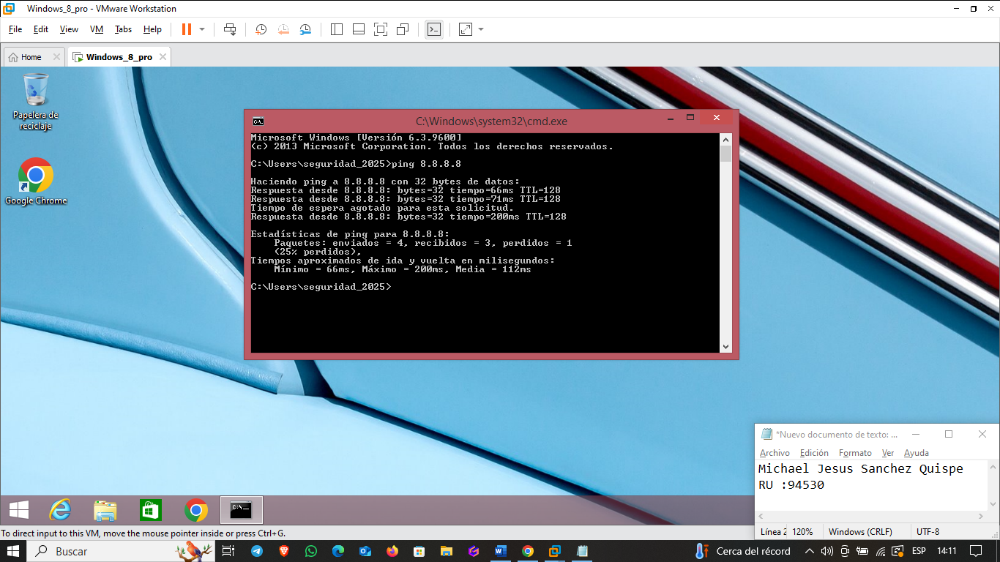 Windows_8_pro - VMware Workstation
File Edit View VM Tabs Help
Home
Windows_8_pro
Papelera de
reciclaje
Google Chrome
C:\Windows\system32\cmd.exe
Microsoft Windows [Versión 6.3.9600]
(c) 2013 Microsoft Corporation. Todos los derechos reservados.
C:\Users\seguridad_2025>ping 8.8.8.8
Haciendo ping a 8.8.8.8 con 32 bytes de datos:
Respuesta desde 8.8.8.8: bytes=32 tiempo=66ms TTL=128
Respuesta desde 8.8.8.8: bytes=32 tiempo=71ms TTL=128
Tiempo de espera agotado para esta solicitud.
Respuesta desde 8.8.8.8: bytes=32 tiempo=200ms TTL=128
Estadísticas de ping para 8.8.8.8:
Paquetes: enviados = 4, recibidos = 3, perdidos = 1
(25% perdidos),
Tiempos aproximados de ida y vuelta en milisegundos:
Mínimo = 66ms, Máximo = 200ms, Media = 112ms
C:\Users\seguridad_2025>
*Nuevo documento de texto: ...
Archivo Edición Formato Ver Ayuda
Michael Jesus Sanchez Quispe
RU :94530
Línea 2 120% Windows (CRLF) UTF-8
To direct input to this VM, move the mouse pointer inside or press Ctrl+G.
Buscar
Cerca del récord
ESP
14:11